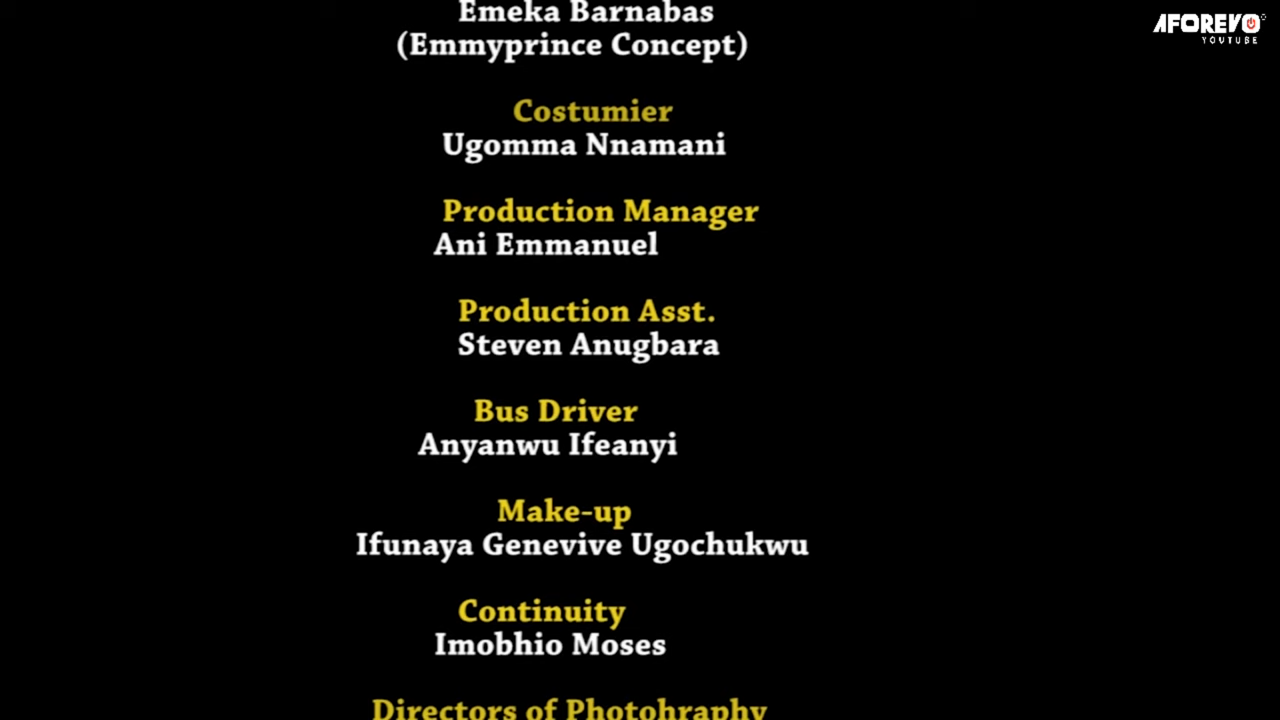 Emeka Barnabas
(Emmyprince Concept)
AFOREVO
YOUTUBE
Costumier
Ugomma Nnamani
Production Manager
Ani Emmanuel
Production Asst.
Steven Anugbara
Bus Driver
Anyanwu Ifeanyi
Make-up
Ifunaya Genevive Ugochukwu
Continuity
Imobhio Moses
Directors of Photohraphy